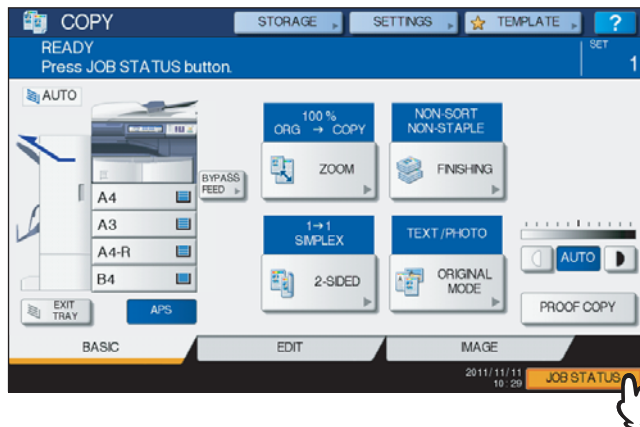 COPY
STORAGE
SETTINGS
TEMPLATE
?
READY
Press JOB STATUS button.
SET
1
AUTO
A4
A3
A4-R
B4
BYPASS
FEED
EXIT
TRAY
APS
100 %
ORG → COPY
ZOOM
NON-SORT
NON-STAPLE
FINISHING
1→1
SIMPLEX
2-SIDED
TEXT/PHOTO
ORIGINAL
MODE
AUTO
PROOF COPY
BASIC
EDIT
IMAGE
2011/11/11
10:29
JOB STATUS